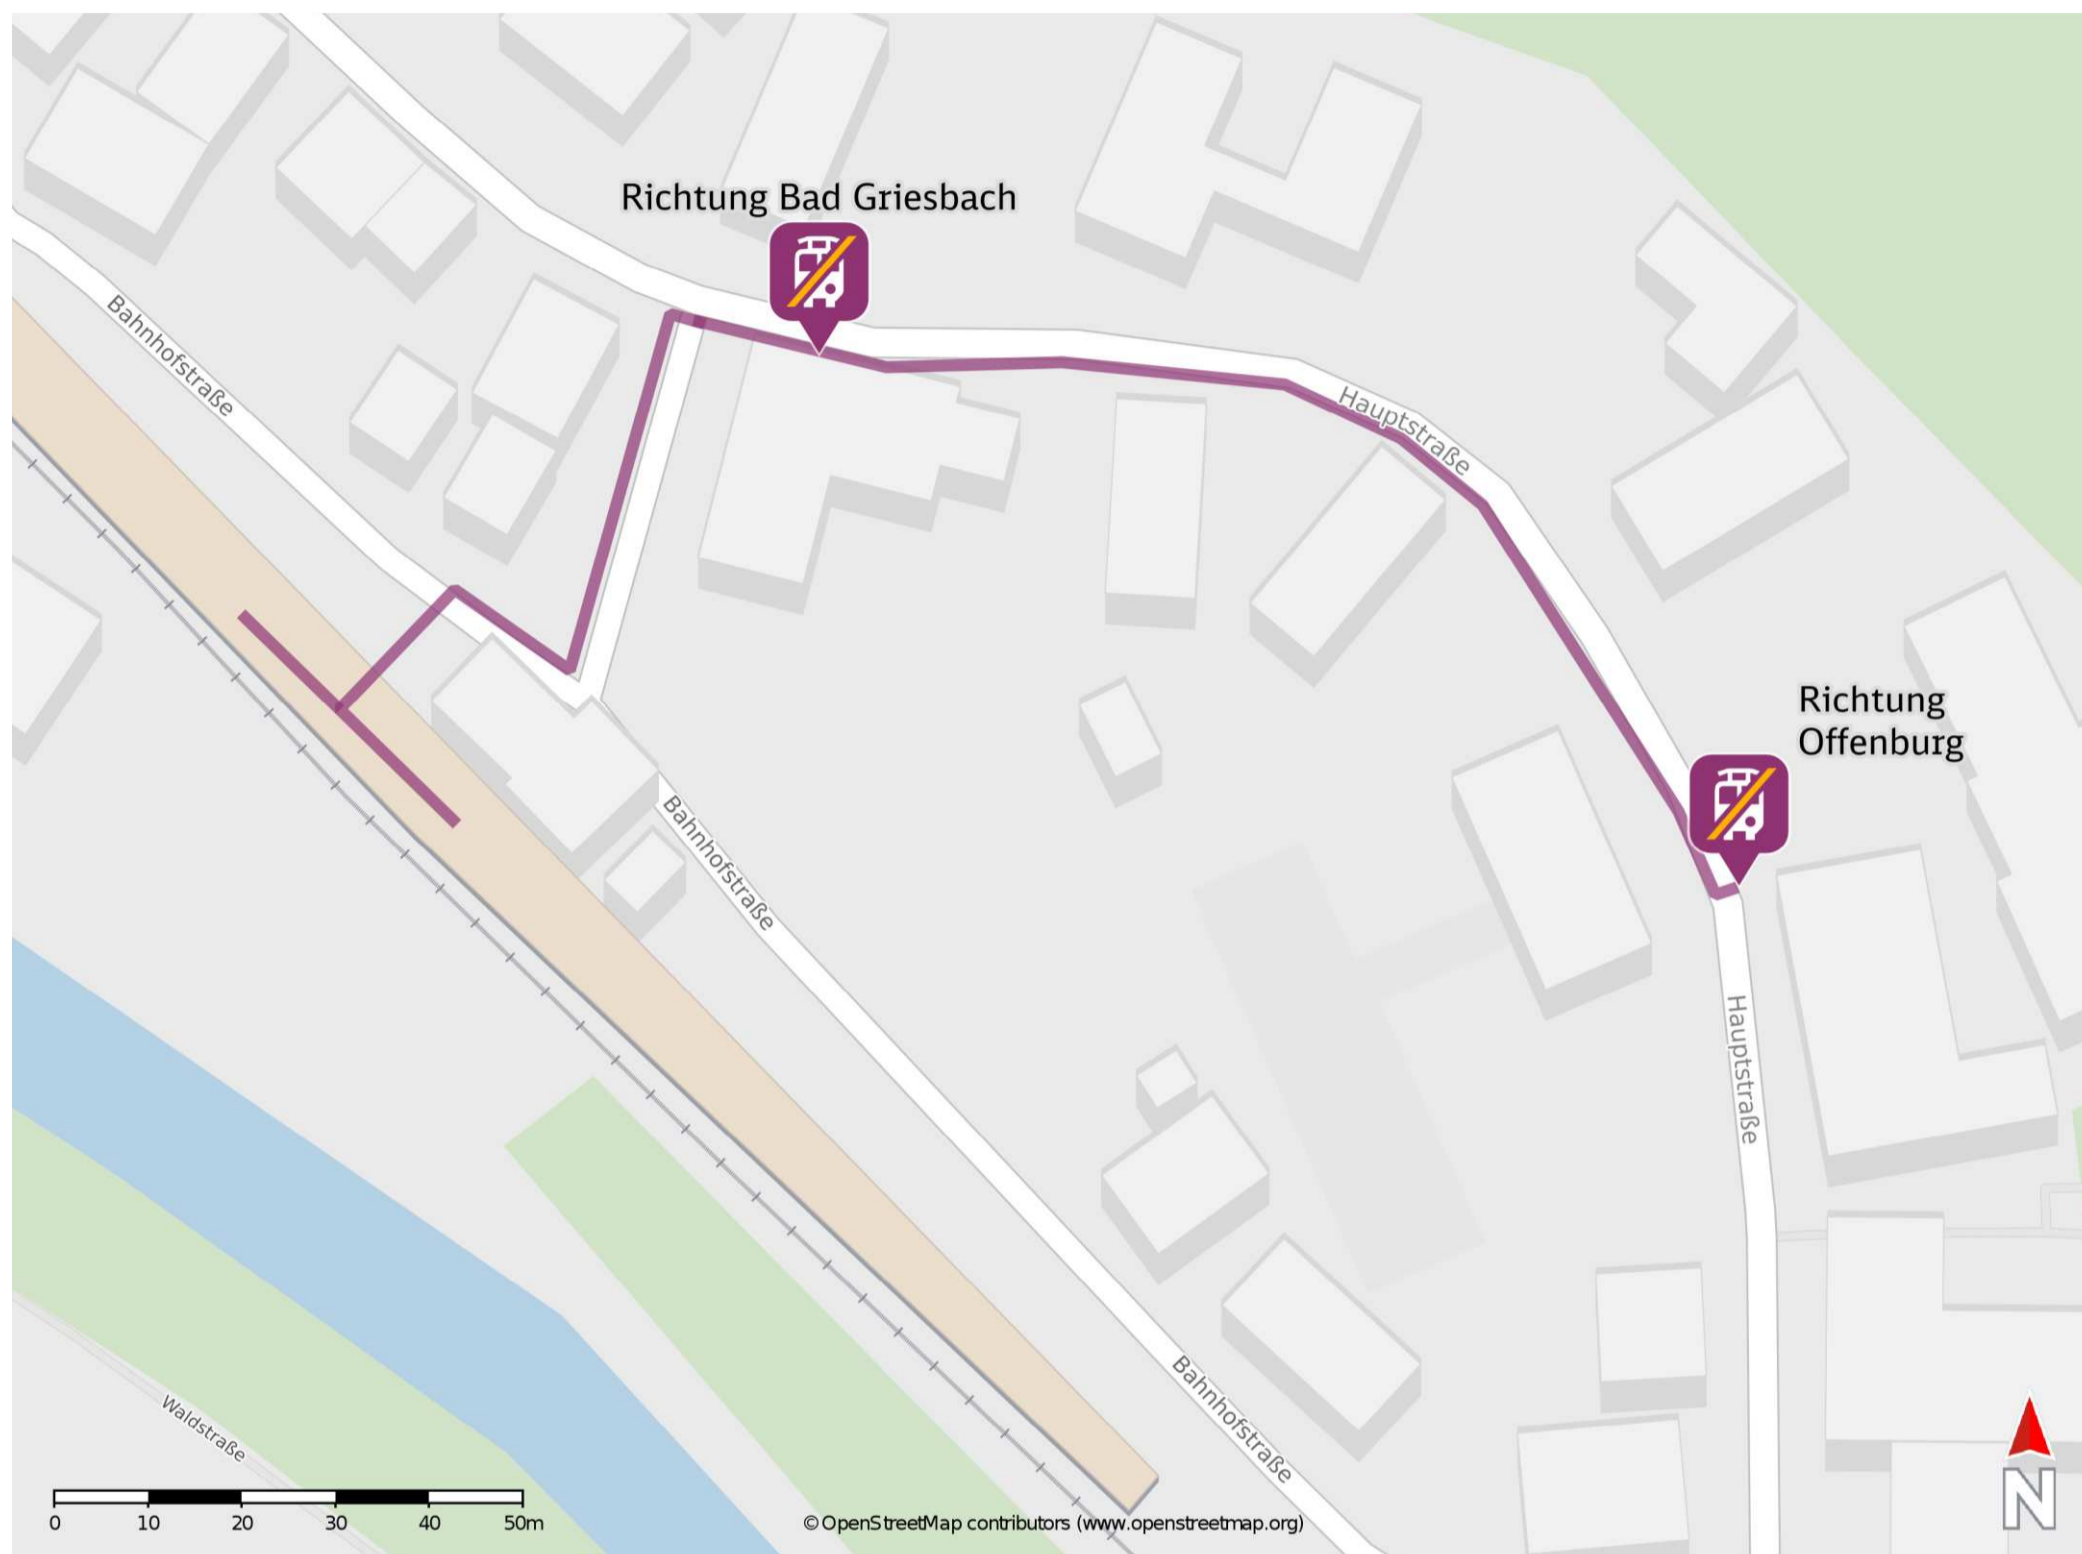 Richtung Bad Griesbach
Bahnhofstraße
Hauptstraße
Richtung
Offenburg
Bahnhofstraße
Hauptstraße
Bahnhofstraße
Waldstraße
0 10 20 30 40 50m
©OpenStreetMap contributors (www.openstreetmap.org)
N